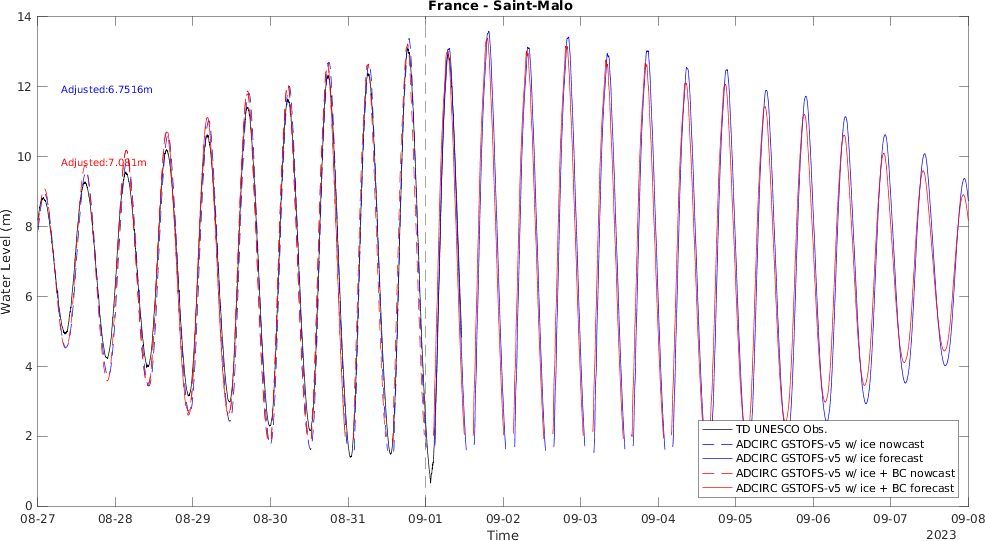 France - Saint-Malo
14
12
10
8
6
4
2
0
Water Level (m)
Adjusted:6.7516m
Adjusted:7.081m
TD UNESCO Obs.
ADCIRC GSTOFS-v5 w/ ice nowcast
ADCIRC GSTOFS-v5 w/ ice forecast
ADCIRC GSTOFS-v5 w/ ice + BC nowcast
ADCIRC GSTOFS-v5 w/ ice + BC forecast
08-27 08-28 08-29 08-30 08-31 09-01 09-02 09-03 09-04 09-05 09-06 09-07 09-08
Time
2023